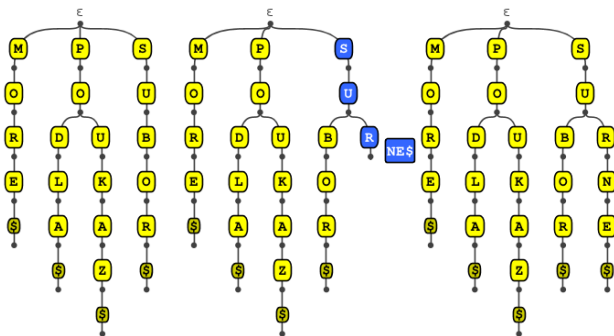 ε ε ε
M P S M P S M P S
O O U O O U O O U
R D U B R D U B R R D U B R
NE$
E L K O E L K O E L K O N
$ A A R $ A A R $ A A R E
$ Z $ $ Z $ $ Z $ $
$ $ $